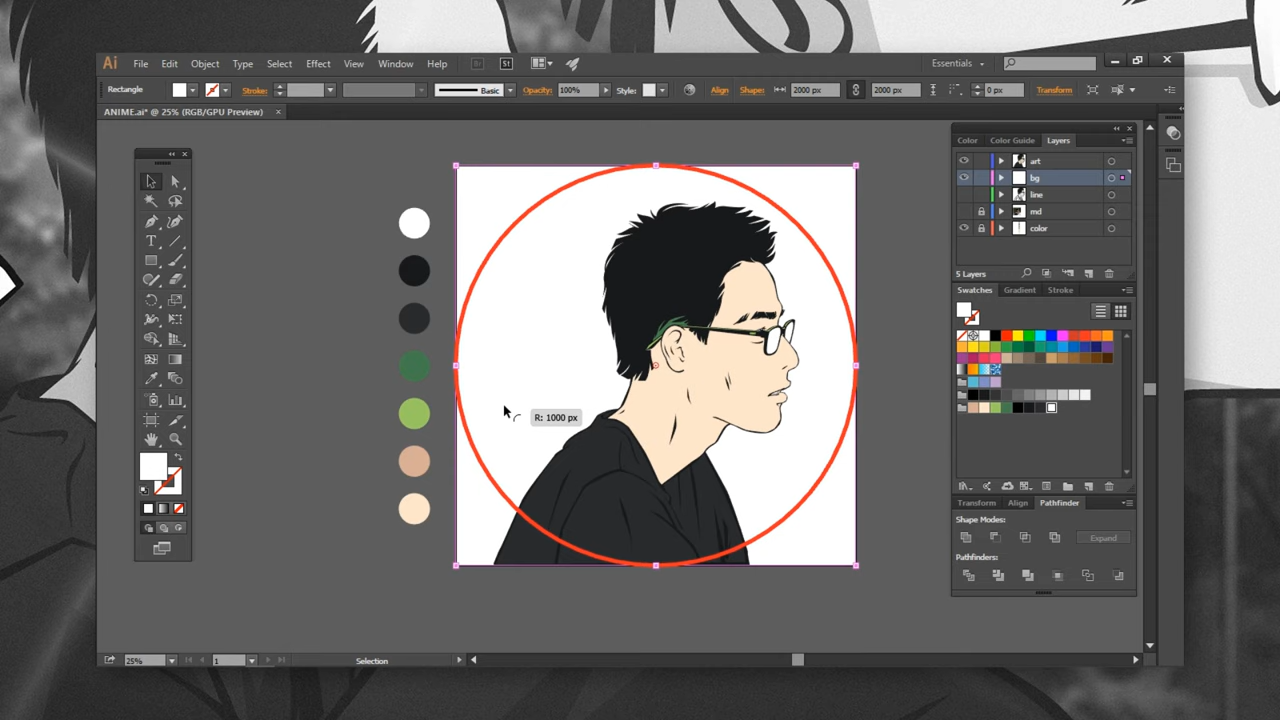 Ai File Edit Object Type Select Effect View Window Help Br St Essentials
Rectangle Stroke: Basic Opacity: 100% Style: Align Shape: 2000 px 2000 px 0 px Transform
ANIME.ai* @ 25% (RGB/GPU Preview)
Color Color Guide Layers
art
bg
line
md
color
5 Layers
Swatches Gradient Stroke
R: 1000 px
Transform Align Pathfinder
Shape Modes:
Expand
Pathfinders:
25% 1 Selection